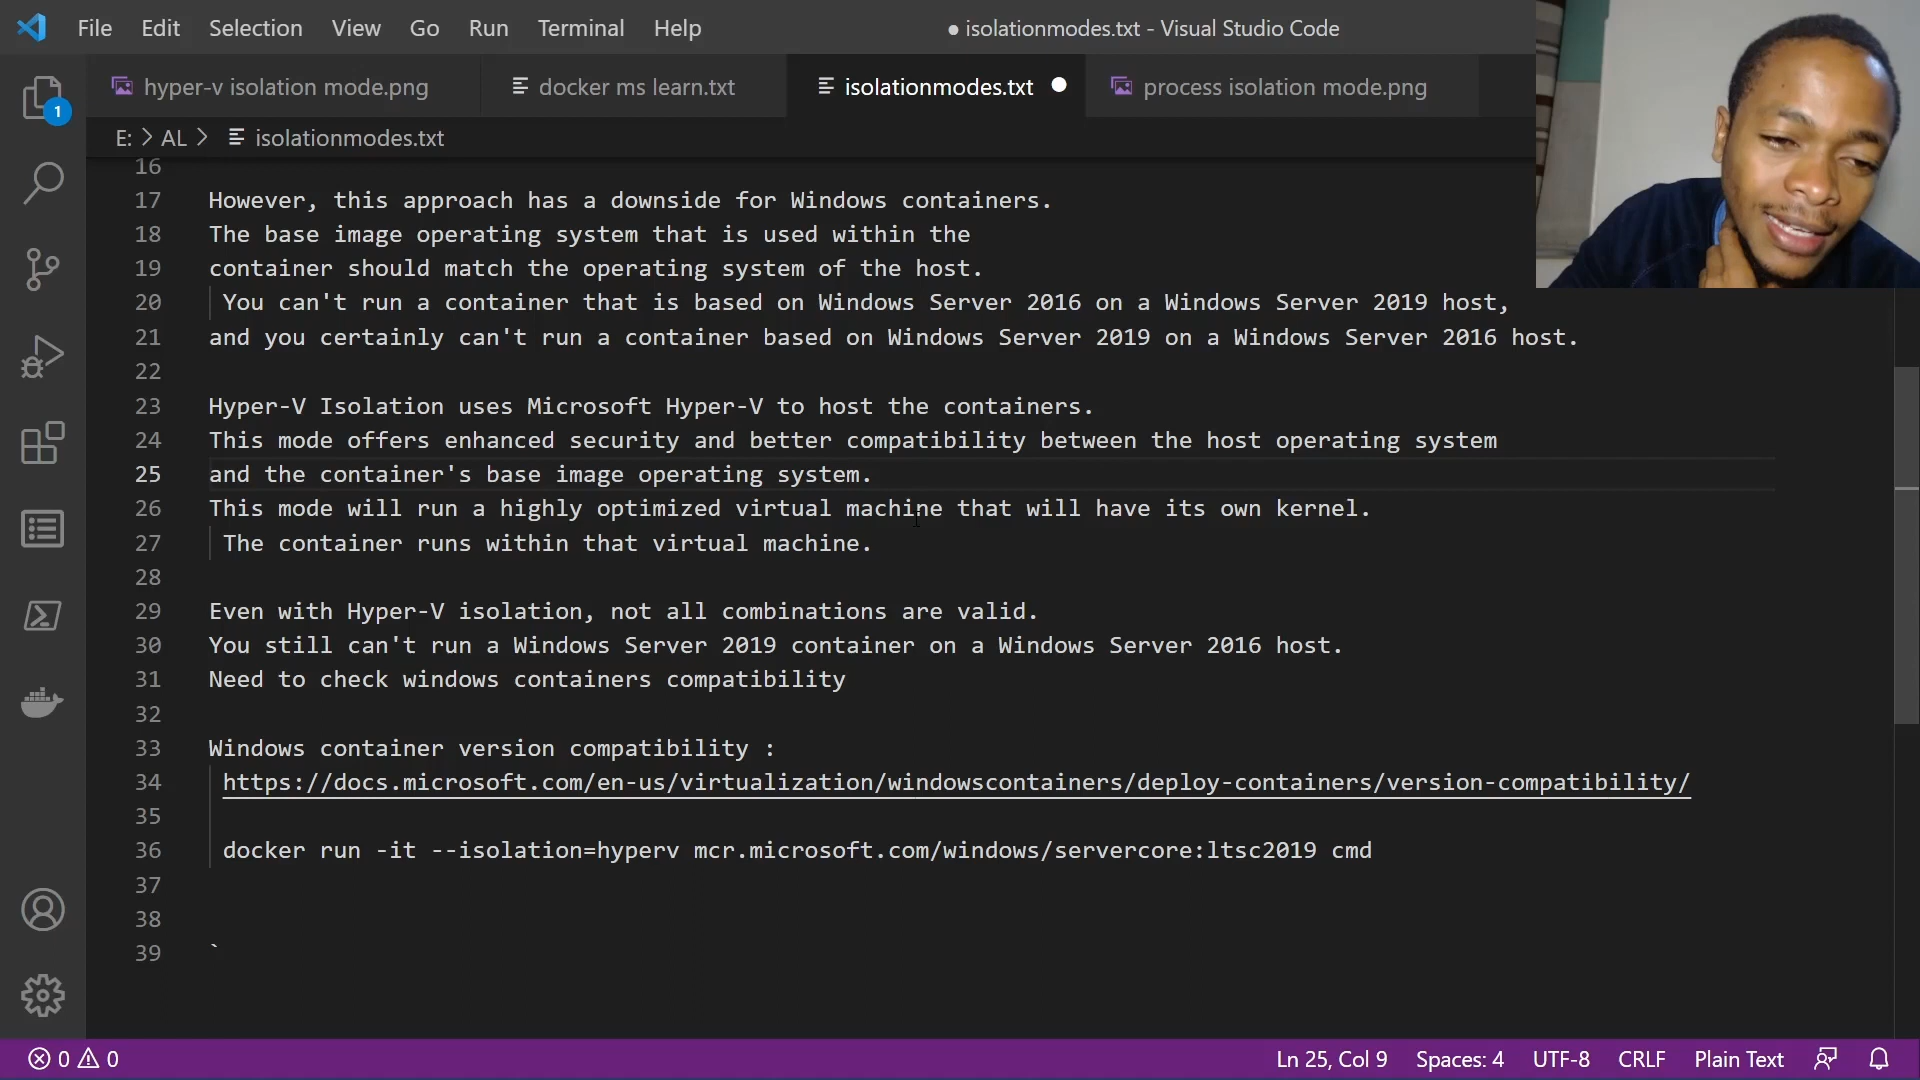 File Edit Selection View Go Run Terminal Help
● isolationmodes.txt - Visual Studio Code
hyper-v isolation mode.png
docker ms learn.txt
isolationmodes.txt
process isolation mode.png
1
E: > AL > isolationmodes.txt
16
17 However, this approach has a downside for Windows containers.
18 The base image operating system that is used within the
19 container should match the operating system of the host.
20 You can't run a container that is based on Windows Server 2016 on a Windows Server 2019 host,
21 and you certainly can't run a container based on Windows Server 2019 on a Windows Server 2016 host.
22
23 Hyper-V Isolation uses Microsoft Hyper-V to host the containers.
24 This mode offers enhanced security and better compatibility between the host operating system
25 and the container's base image operating system.
26 This mode will run a highly optimized virtual machine that will have its own kernel.
27 The container runs within that virtual machine.
28
29 Even with Hyper-V isolation, not all combinations are valid.
30 You still can't run a Windows Server 2019 container on a Windows Server 2016 host.
31 Need to check windows containers compatibility
32
33 Windows container version compatibility :
34 https://docs.microsoft.com/en-us/virtualization/windowscontainers/deploy-containers/version-compatibility/
35
36 docker run -it --isolation=hyperv mcr.microsoft.com/windows/servercore:ltsc2019 cmd
37
38
39 `
0 0
Ln 25, Col 9 Spaces: 4 UTF-8 CRLF Plain Text